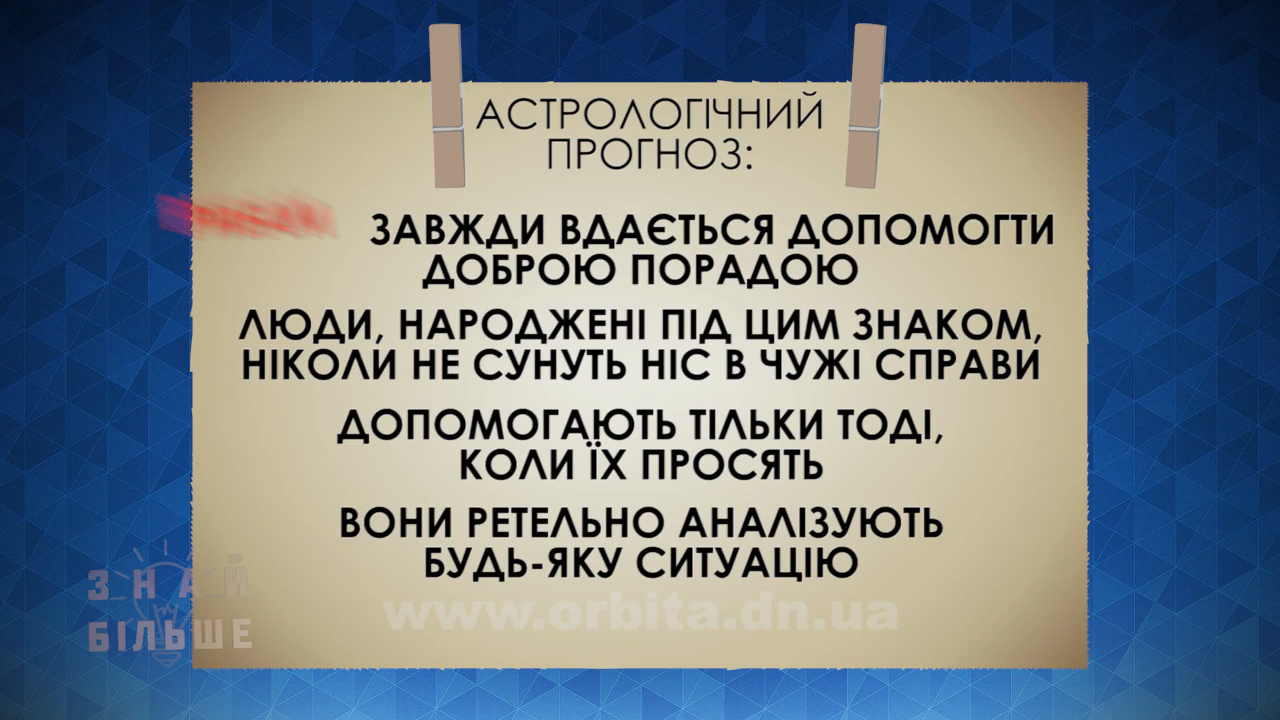 АСТРОЛОГІЧНИЙ
ПРОГНОЗ:
ЗАВЖДИ ВДАЄТЬСЯ ДОПОМОГТИ
ДОБРОЮ ПОРАДОЮ
ЛЮДИ, НАРОДЖЕНІ ПІД ЦИМ ЗНАКОМ,
НІКОЛИ НЕ СУНУТЬ НІС В ЧУЖІ СПРАВИ
ДОПОМОГАЮТЬ ТІЛЬКИ ТОДІ,
КОЛИ ЇХ ПРОСЯТЬ
ВОНИ РЕТЕЛЬНО АНАЛІЗУЮТЬ
БУДЬ-ЯКУ СИТУАЦІЮ
ЗНАЙ
БІЛЬШЕ
www.orbita.dn.ua